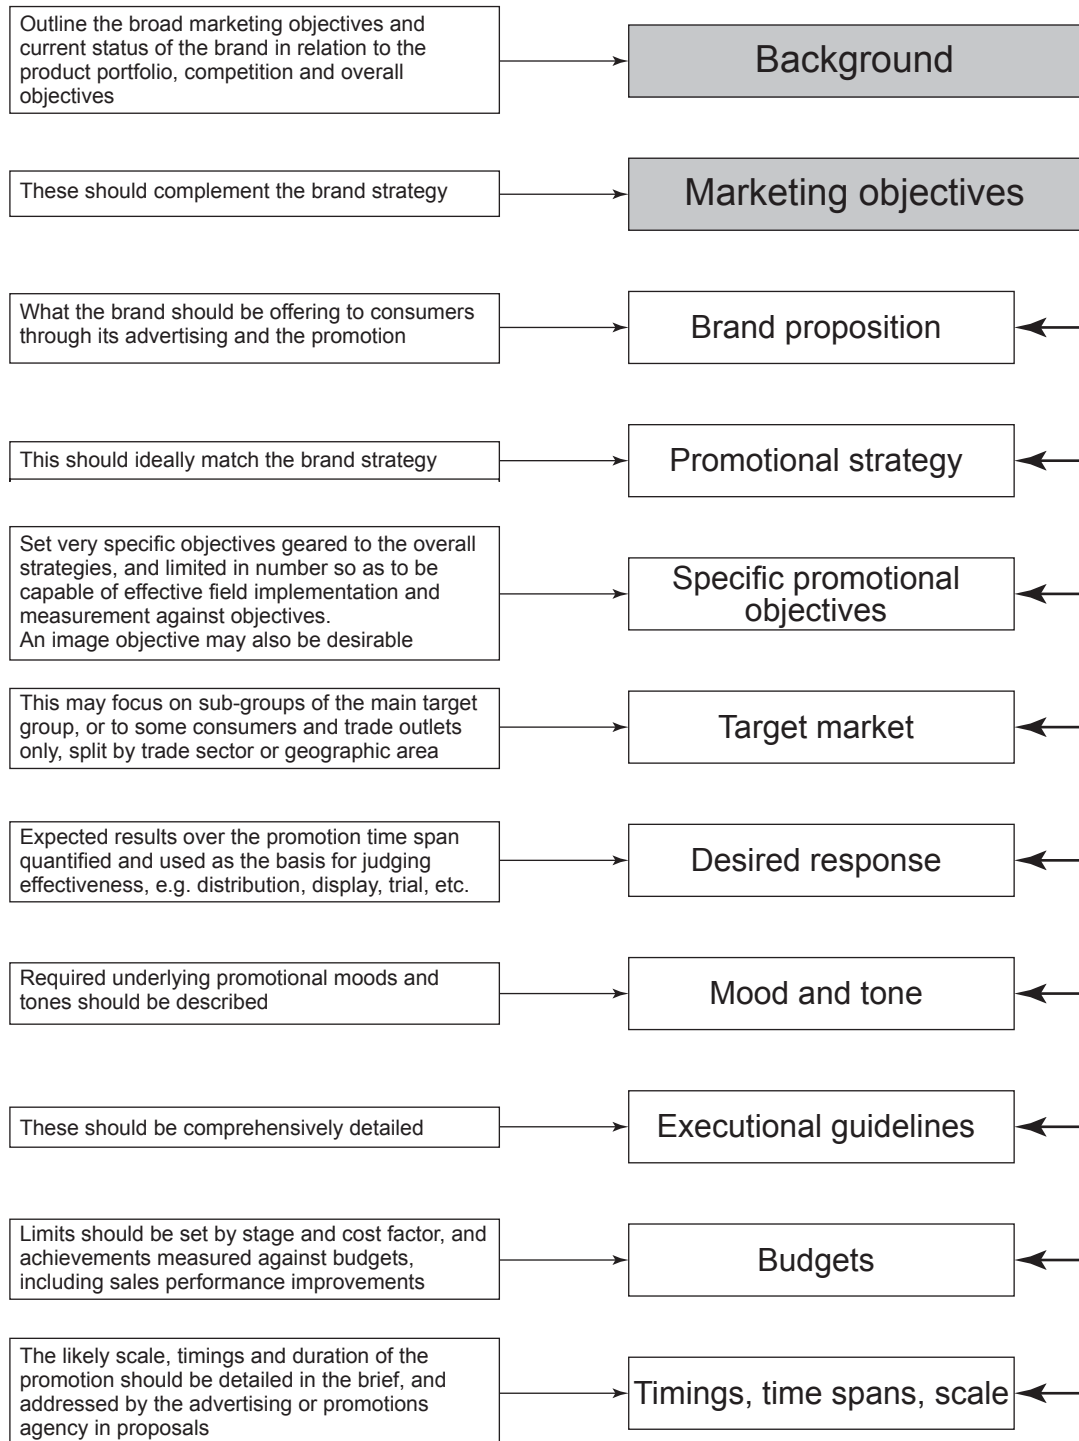 Outline the broad marketing objectives and
current status of the brand in relation to the
product portfolio, competition and overall
objectives
Background
These should complement the brand strategy
Marketing objectives
What the brand should be offering to consumers
through its advertising and the promotion
Brand proposition
This should ideally match the brand strategy
Promotional strategy
Set very specific objectives geared to the overall
strategies, and limited in number so as to be
capable of effective field implementation and
measurement against objectives.
An image objective may also be desirable
Specific promotional
objectives
This may focus on sub-groups of the main target
group, or to some consumers and trade outlets
only, split by trade sector or geographic area
Target market
Expected results over the promotion time span
quantified and used as the basis for judging
effectiveness, e.g. distribution, display, trial, etc.
Desired response
Required underlying promotional moods and
tones should be described
Mood and tone
These should be comprehensively detailed
Executional guidelines
Limits should be set by stage and cost factor, and
achievements measured against budgets,
including sales performance improvements
Budgets
The likely scale, timings and duration of the
promotion should be detailed in the brief, and
addressed by the advertising or promotions
agency in proposals
Timings, time spans, scale